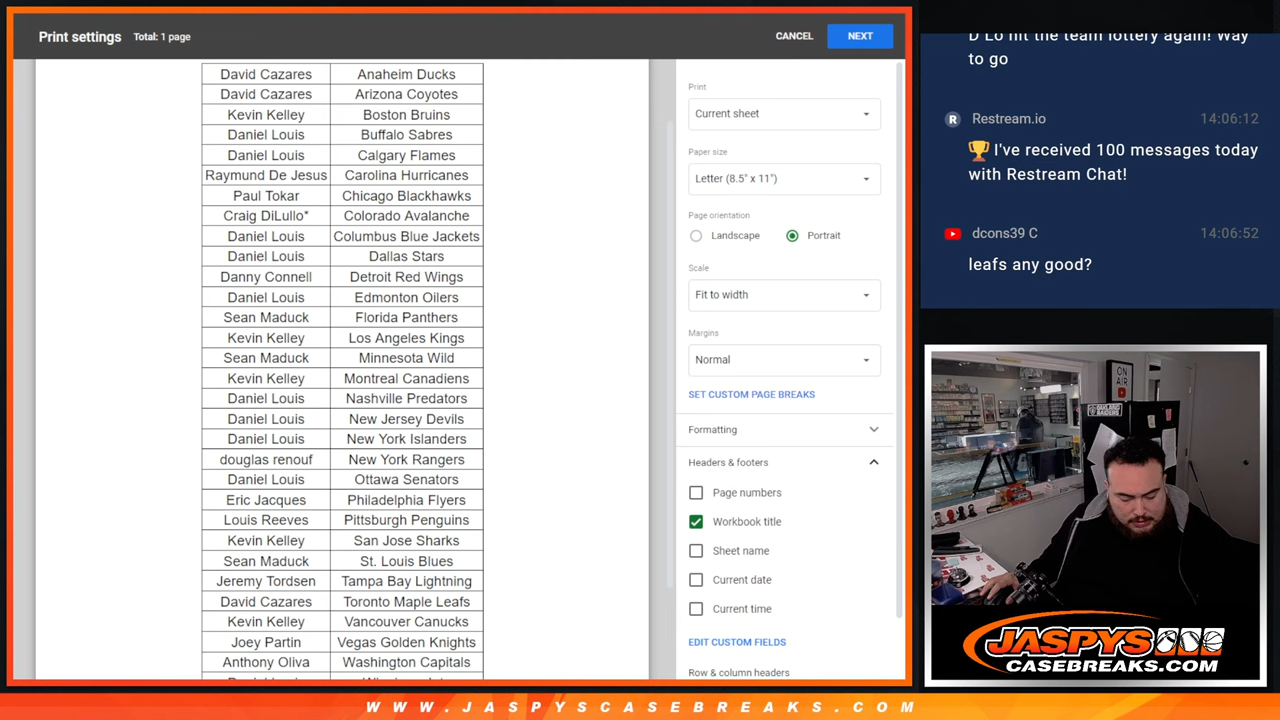 Print settings Total: 1 page CANCEL NEXT
David Cazares Anaheim Ducks
David Cazares Arizona Coyotes
Kevin Kelley Boston Bruins
Daniel Louis Buffalo Sabres
Daniel Louis Calgary Flames
Raymund De Jesus Carolina Hurricanes
Paul Tokar Chicago Blackhawks
Craig DiLullo* Colorado Avalanche
Daniel Louis Columbus Blue Jackets
Daniel Louis Dallas Stars
Danny Connell Detroit Red Wings
Daniel Louis Edmonton Oilers
Sean Maduck Florida Panthers
Kevin Kelley Los Angeles Kings
Sean Maduck Minnesota Wild
Kevin Kelley Montreal Canadiens
Daniel Louis Nashville Predators
Daniel Louis New Jersey Devils
Daniel Louis New York Islanders
douglas renouf New York Rangers
Daniel Louis Ottawa Senators
Eric Jacques Philadelphia Flyers
Louis Reeves Pittsburgh Penguins
Kevin Kelley San Jose Sharks
Sean Maduck St. Louis Blues
Jeremy Tordsen Tampa Bay Lightning
David Cazares Toronto Maple Leafs
Kevin Kelley Vancouver Canucks
Joey Partin Vegas Golden Knights
Anthony Oliva Washington Capitals
Print
Current sheet
Paper size
Letter (8.5" x 11")
Page orientation
Landscape Portrait
Scale
Fit to width
Margins
Normal
SET CUSTOM PAGE BREAKS
Formatting
Headers & footers
Page numbers
Workbook title
Sheet name
Current date
Current time
EDIT CUSTOM FIELDS
Row & column headers
D Lo hit the team lottery again! Way
to go
R Restream.io 14:06:12
🏆 I've received 100 messages today
with Restream Chat!
dcons39 C 14:06:52
leafs any good?
ON
AIR
JASPYS
CASEBREAKS.COM
WWW.JASPYSCASEBREAKS.COM